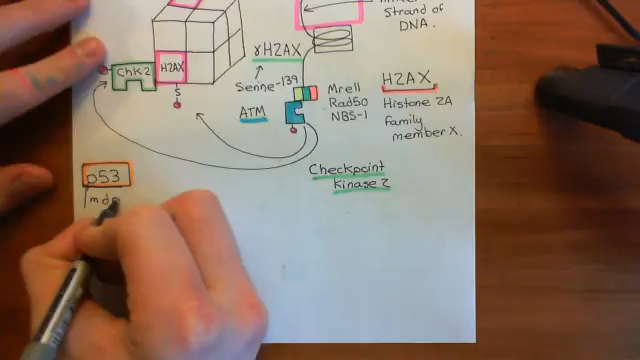 linker
Strand of
DNA.
γH2AX
Chk2
H2AX
S
Serine-139
ATM
Mre11
Rad50
NBS-1
H2AX
Histone 2A
family
member X.
Checkpoint
kinase 2
p53